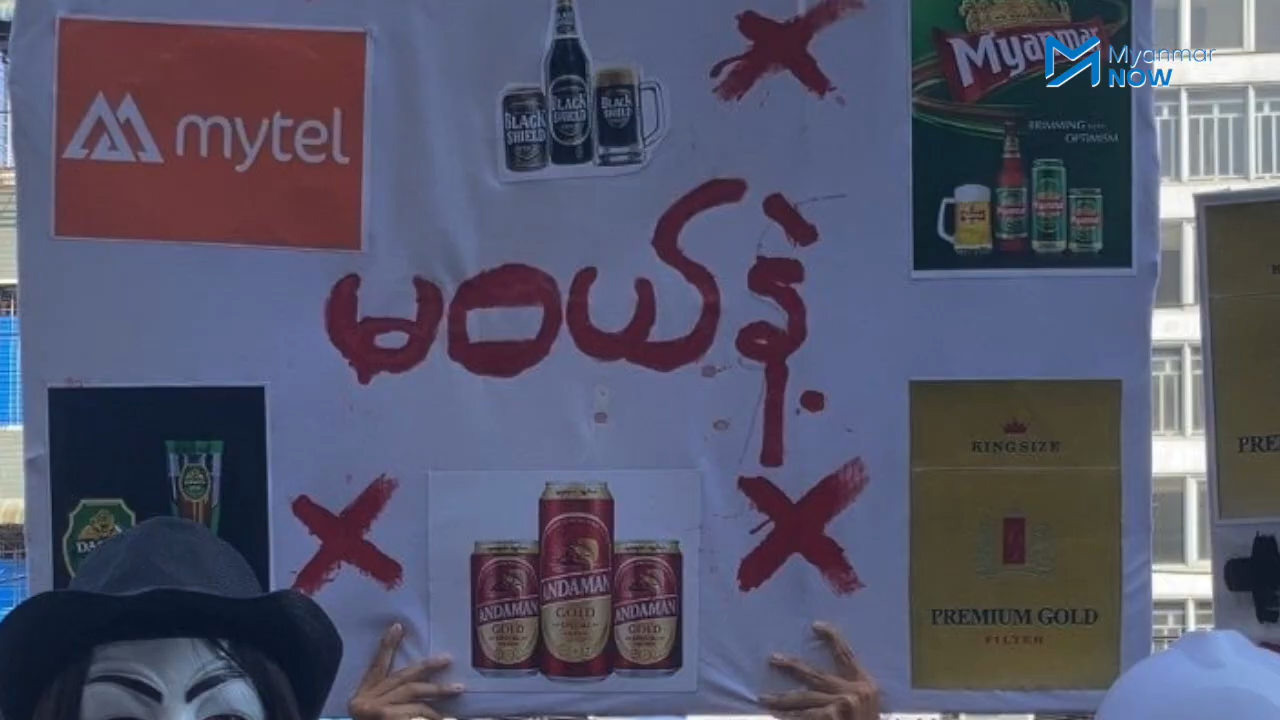 mytel
BLACK
SHIELD
BLACK
SHIELD
BLACK
SHIELD
Myanmar
BRIMMING WITH
OPTIMISM
Myanmar
NOW
မဝယ်နဲ့
KINGSIZE
PREMIUM GOLD
FILTER
ANDAMAN
GOLD
SPECIAL
ANDAMAN
GOLD
ANDAMAN
GOLD